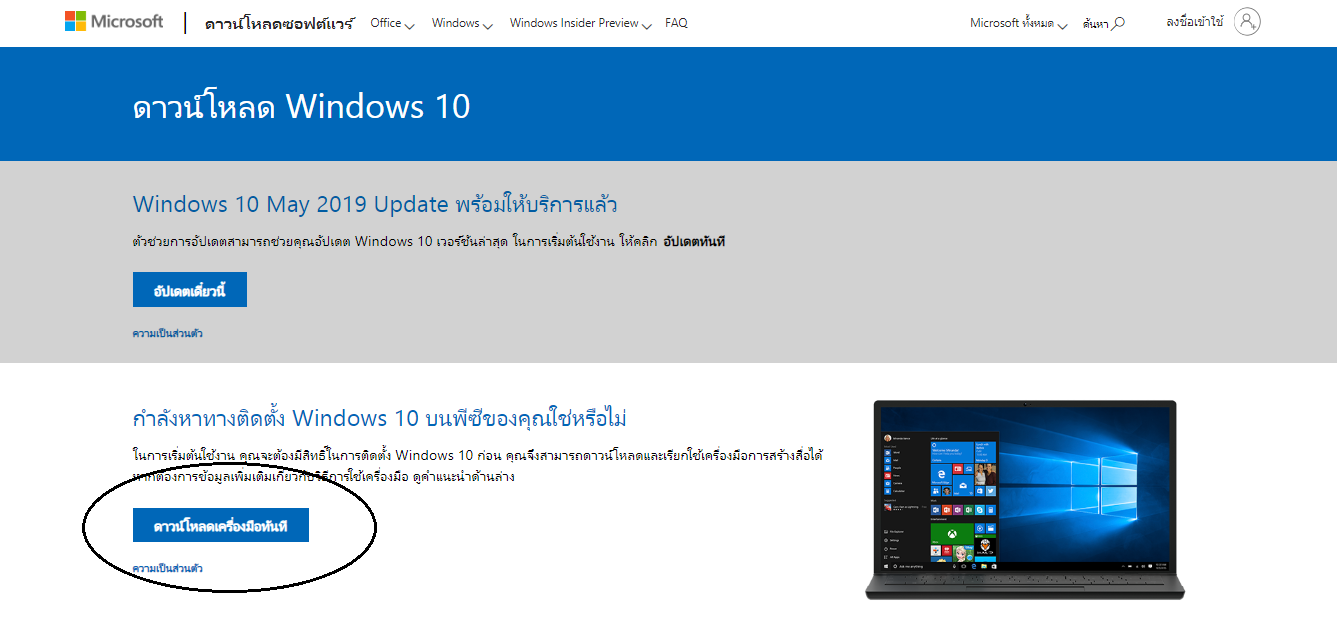 Microsoft ดาวน์โหลดซอฟต์แวร์ Office Windows Windows Insider Preview FAQ Microsoft ทั้งหมด ค้นหา ลงชื่อเข้าใช้
ดาวน์โหลด Windows 10
Windows 10 May 2019 Update พร้อมให้บริการแล้ว
ตัวช่วยการอัปเดตสามารถช่วยคุณอัปเดต Windows 10 เวอร์ชันล่าสุด ในการเริ่มต้นใช้งาน ให้คลิก อัปเดตทันที
อัปเดตเดี๋ยวนี้
ความเป็นส่วนตัว
กำลังหาทางติดตั้ง Windows 10 บนพีซีของคุณใช่หรือไม่
ในการเริ่มต้นใช้งาน คุณจะต้องมีสิทธิ์ในการติดตั้ง Windows 10 ก่อน คุณจึงสามารถดาวน์โหลดและเรียกใช้เครื่องมือการสร้างสื่อได้
หากต้องการข้อมูลเพิ่มเติมเกี่ยวกับวิธีการใช้เครื่องมือ ดูคำแนะนำด้านล่าง
ดาวน์โหลดเครื่องมือทันที
ความเป็นส่วนตัว